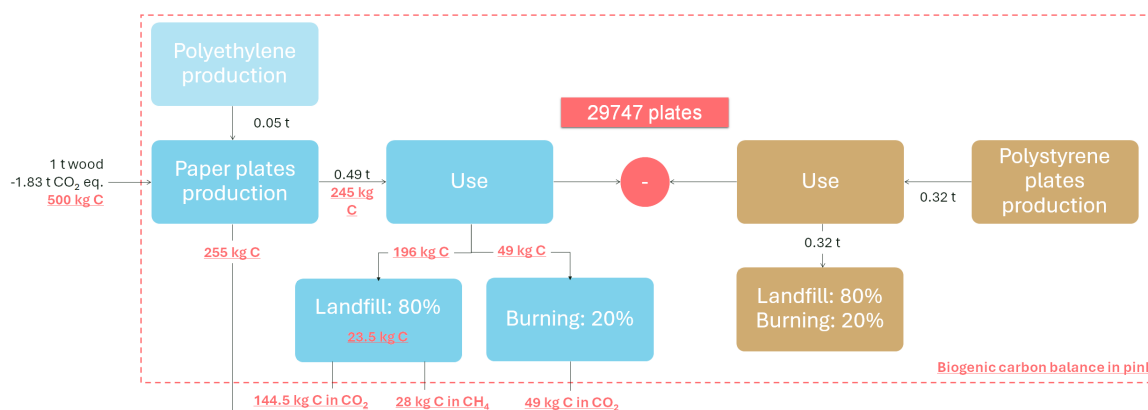 Polyethylene
production
29747 plates
0.05 t
1 t wood
-1.83 t CO₂ eq.
500 kg C
Paper plates
production
0.49 t
245 kg
C
Use
-
Use
0.32 t
Polystyrene
plates
production
255 kg C
196 kg C
49 kg C
0.32 t
Landfill: 80%
23.5 kg C
Burning: 20%
Landfill: 80%
Burning: 20%
Biogenic carbon balance in pink
144.5 kg C in CO₂
28 kg C in CH₄
49 kg C in CO₂